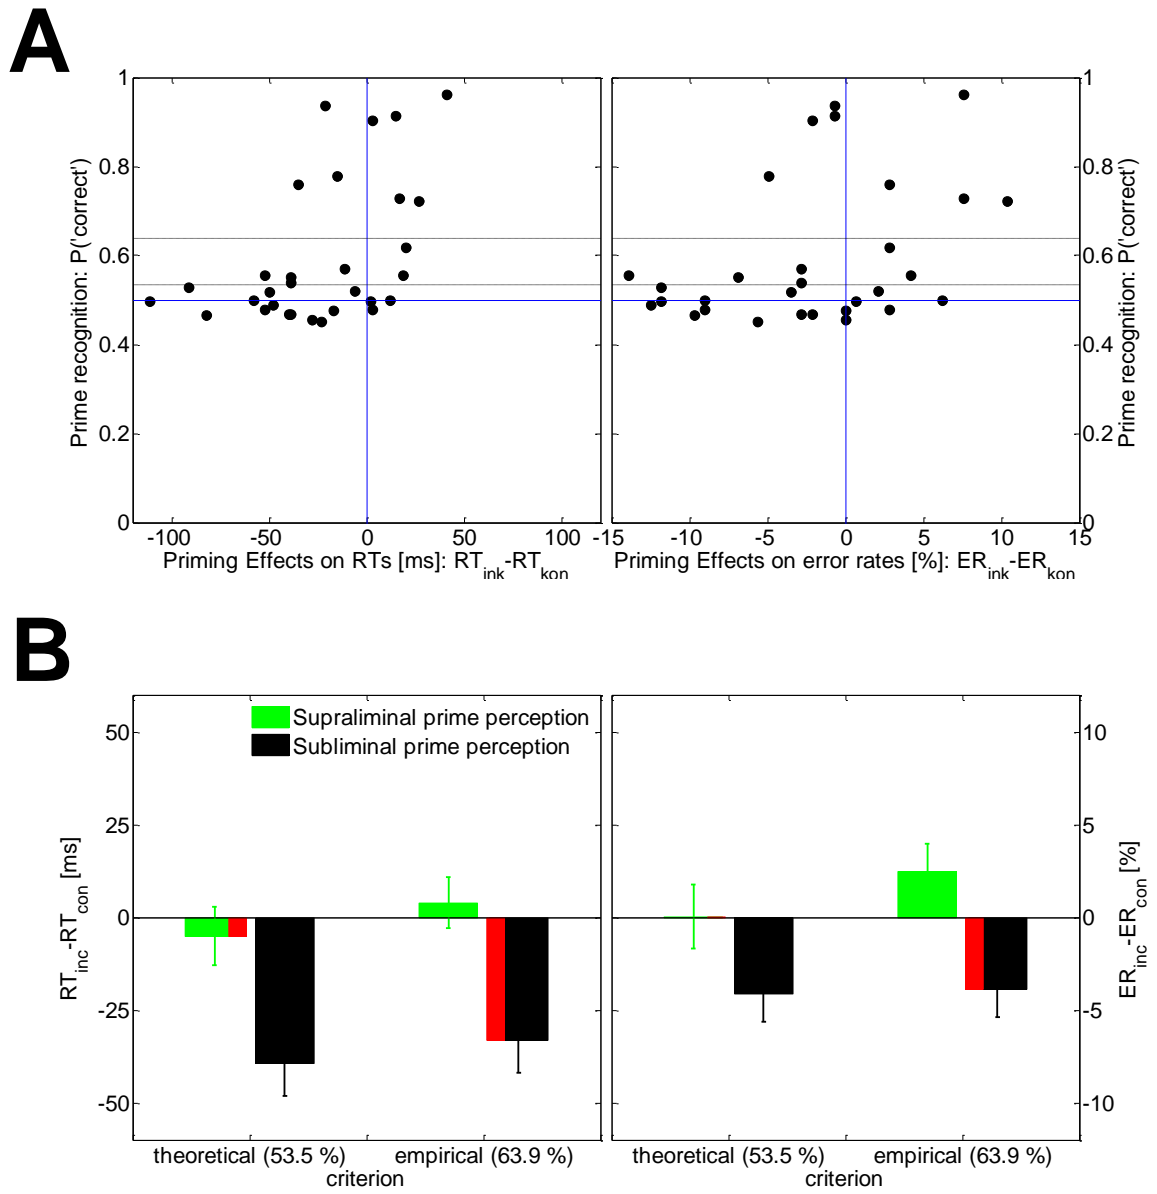 A
1
0.8
0.6
0.4
0.2
0
Prime recognition: P('correct')
-100
-50
0
50
100
Priming Effects on RTs [ms]: RTink-RTkon
-15
-10
-5
0
5
10
15
Priming Effects on error rates [%]: ERink-ERkon
1
0.8
0.6
0.4
0.2
0
Prime recognition: P('correct')
B
Supraliminal prime perception
Subliminal prime perception
50
25
0
-25
-50
RTinc-RTcon [ms]
theoretical (53.5 %)
empirical (63.9 %)
criterion
theoretical (53.5 %)
empirical (63.9 %)
criterion
10
5
0
-5
-10
ERinc-ERcon [%]